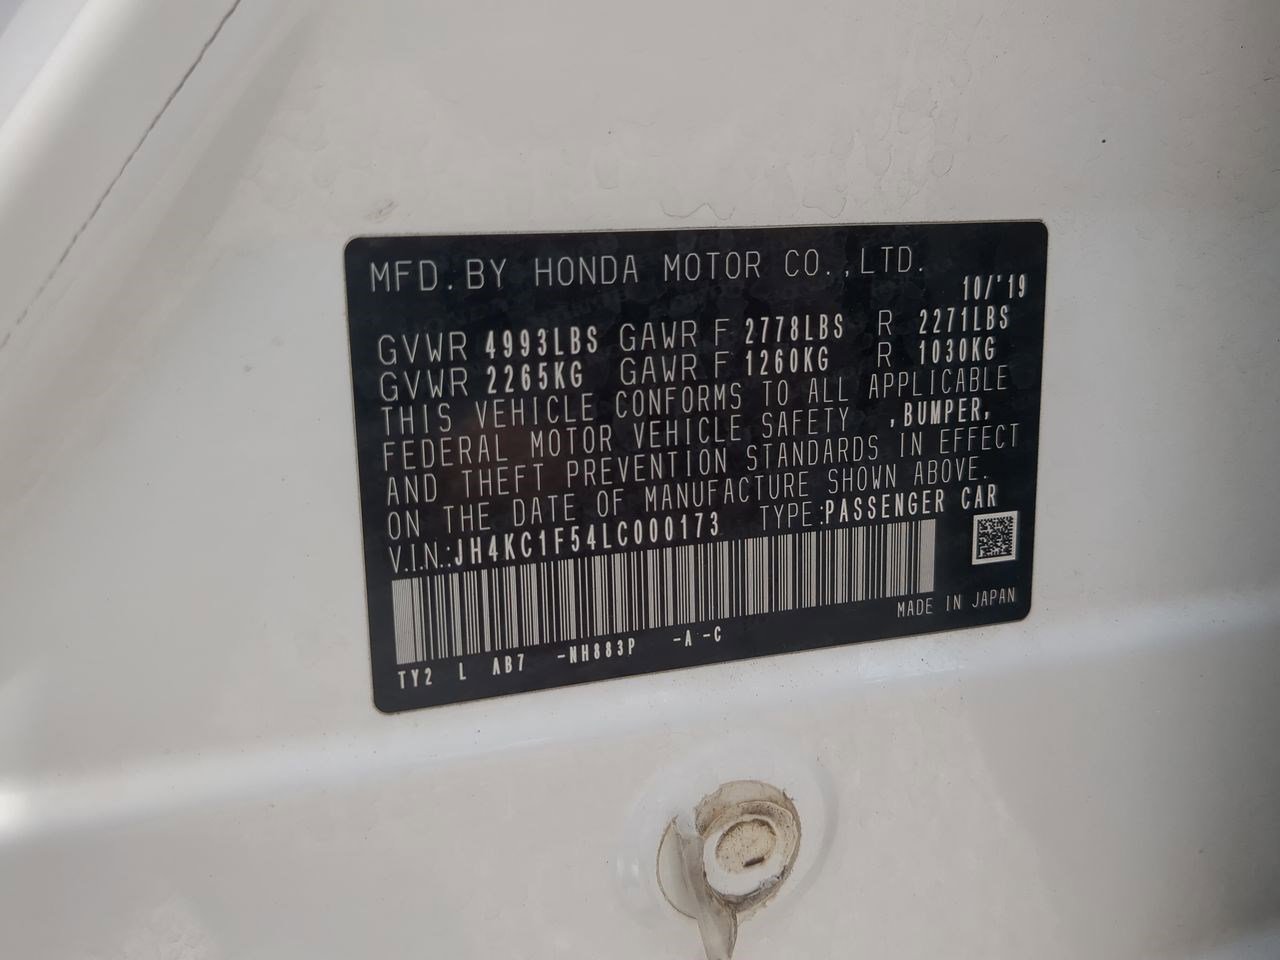 MFD. BY HONDA MOTOR CO.,LTD.
10/'19
GVWR 4993LBS GAWR F 2778LBS R 2271LBS
GVWR 2265KG GAWR F 1260KG R 1030KG
THIS VEHICLE CONFORMS TO ALL APPLICABLE
FEDERAL MOTOR VEHICLE SAFETY ,BUMPER,
AND THEFT PREVENTION STANDARDS IN EFFECT
ON THE DATE OF MANUFACTURE SHOWN ABOVE.
V.I.N.:JH4KC1F54LC000173 TYPE:PASSENGER CAR
MADE IN JAPAN
TY2 L AB7 -NH883P -A -C